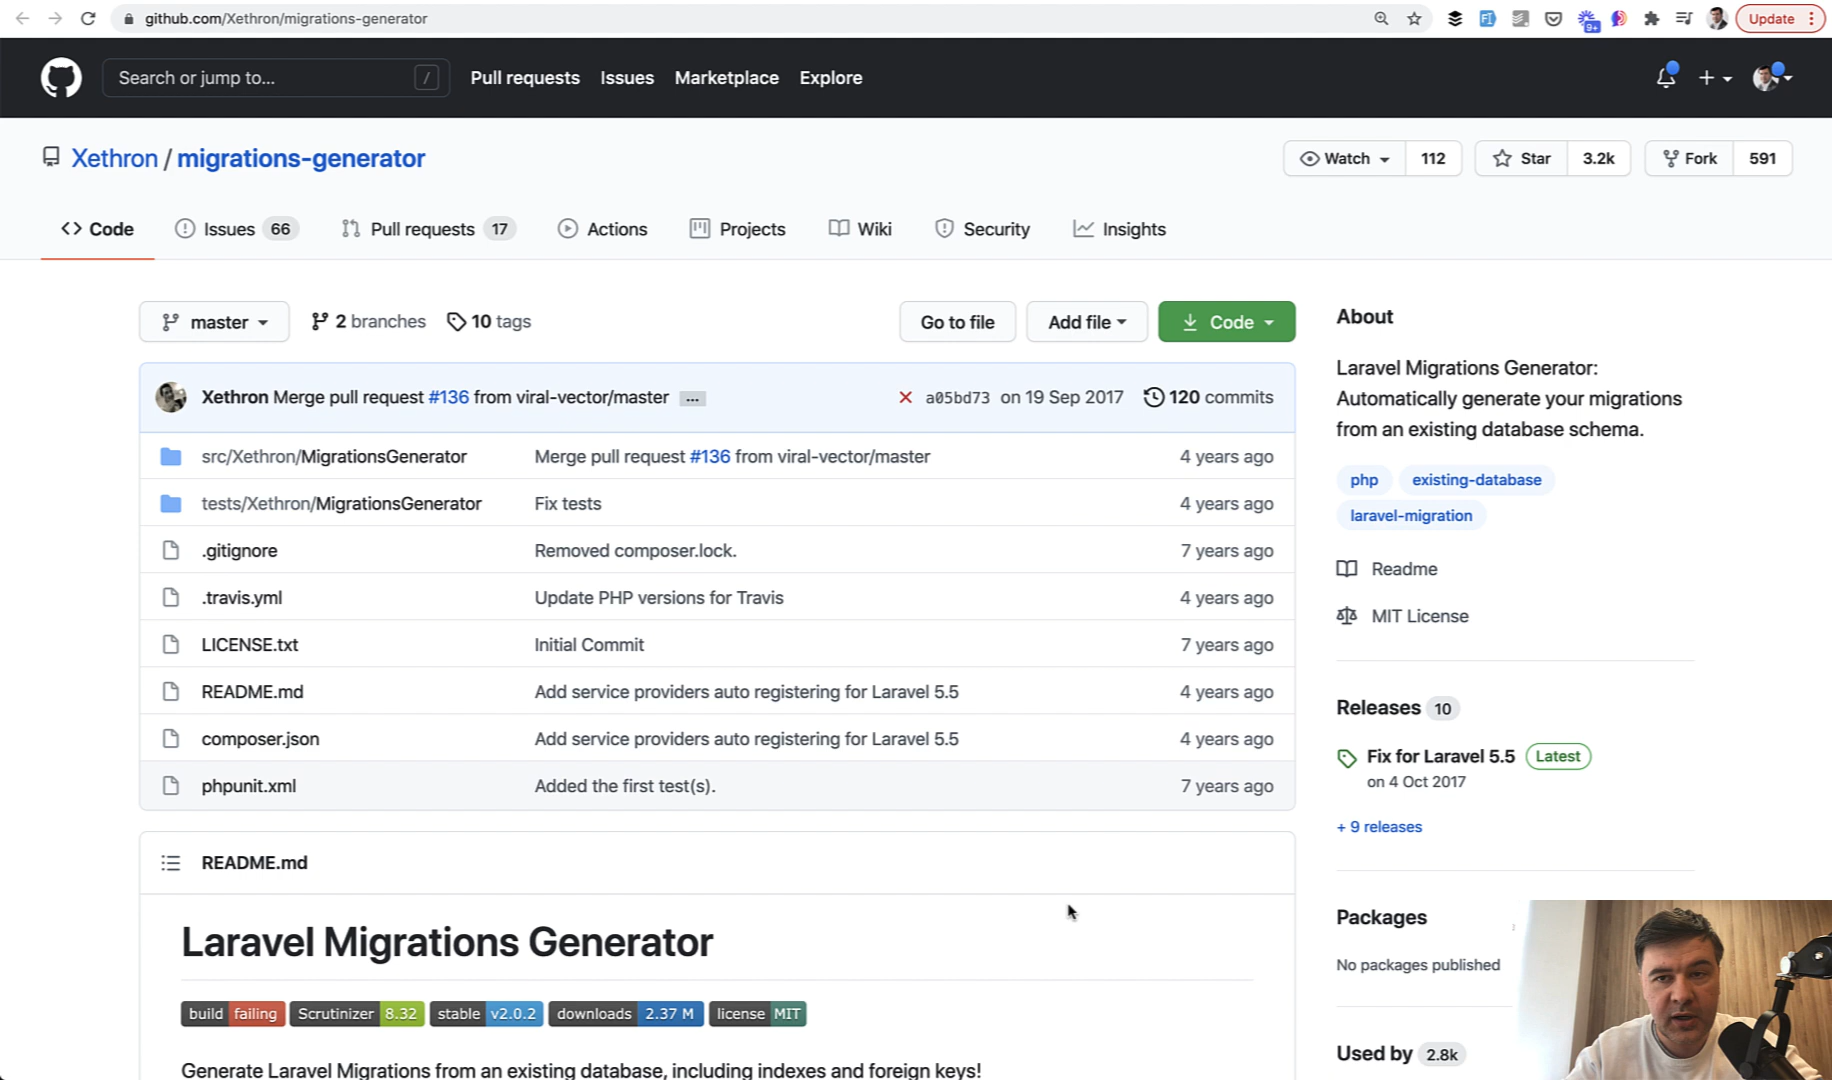 github.com/Xethron/migrations-generator
9+
Update
Search or jump to...
/
Pull requests
Issues
Marketplace
Explore
Xethron / migrations-generator
Watch 112
Star 3.2k
Fork 591
Code
Issues 66
Pull requests 17
Actions
Projects
Wiki
Security
Insights
master
2 branches
10 tags
Go to file
Add file
Code
Xethron Merge pull request #136 from viral-vector/master ... a05bd73 on 19 Sep 2017 120 commits
src/Xethron/MigrationsGenerator Merge pull request #136 from viral-vector/master 4 years ago
tests/Xethron/MigrationsGenerator Fix tests 4 years ago
.gitignore Removed composer.lock. 7 years ago
.travis.yml Update PHP versions for Travis 4 years ago
LICENSE.txt Initial Commit 7 years ago
README.md Add service providers auto registering for Laravel 5.5 4 years ago
composer.json Add service providers auto registering for Laravel 5.5 4 years ago
phpunit.xml Added the first test(s). 7 years ago
README.md
Laravel Migrations Generator
build failing Scrutinizer 8.32 stable v2.0.2 downloads 2.37 M license MIT
Generate Laravel Migrations from an existing database, including indexes and foreign keys!
About
Laravel Migrations Generator:
Automatically generate your migrations
from an existing database schema.
php existing-database
laravel-migration
Readme
MIT License
Releases 10
Fix for Laravel 5.5 Latest
on 4 Oct 2017
+ 9 releases
Packages
No packages published
Used by 2.8k